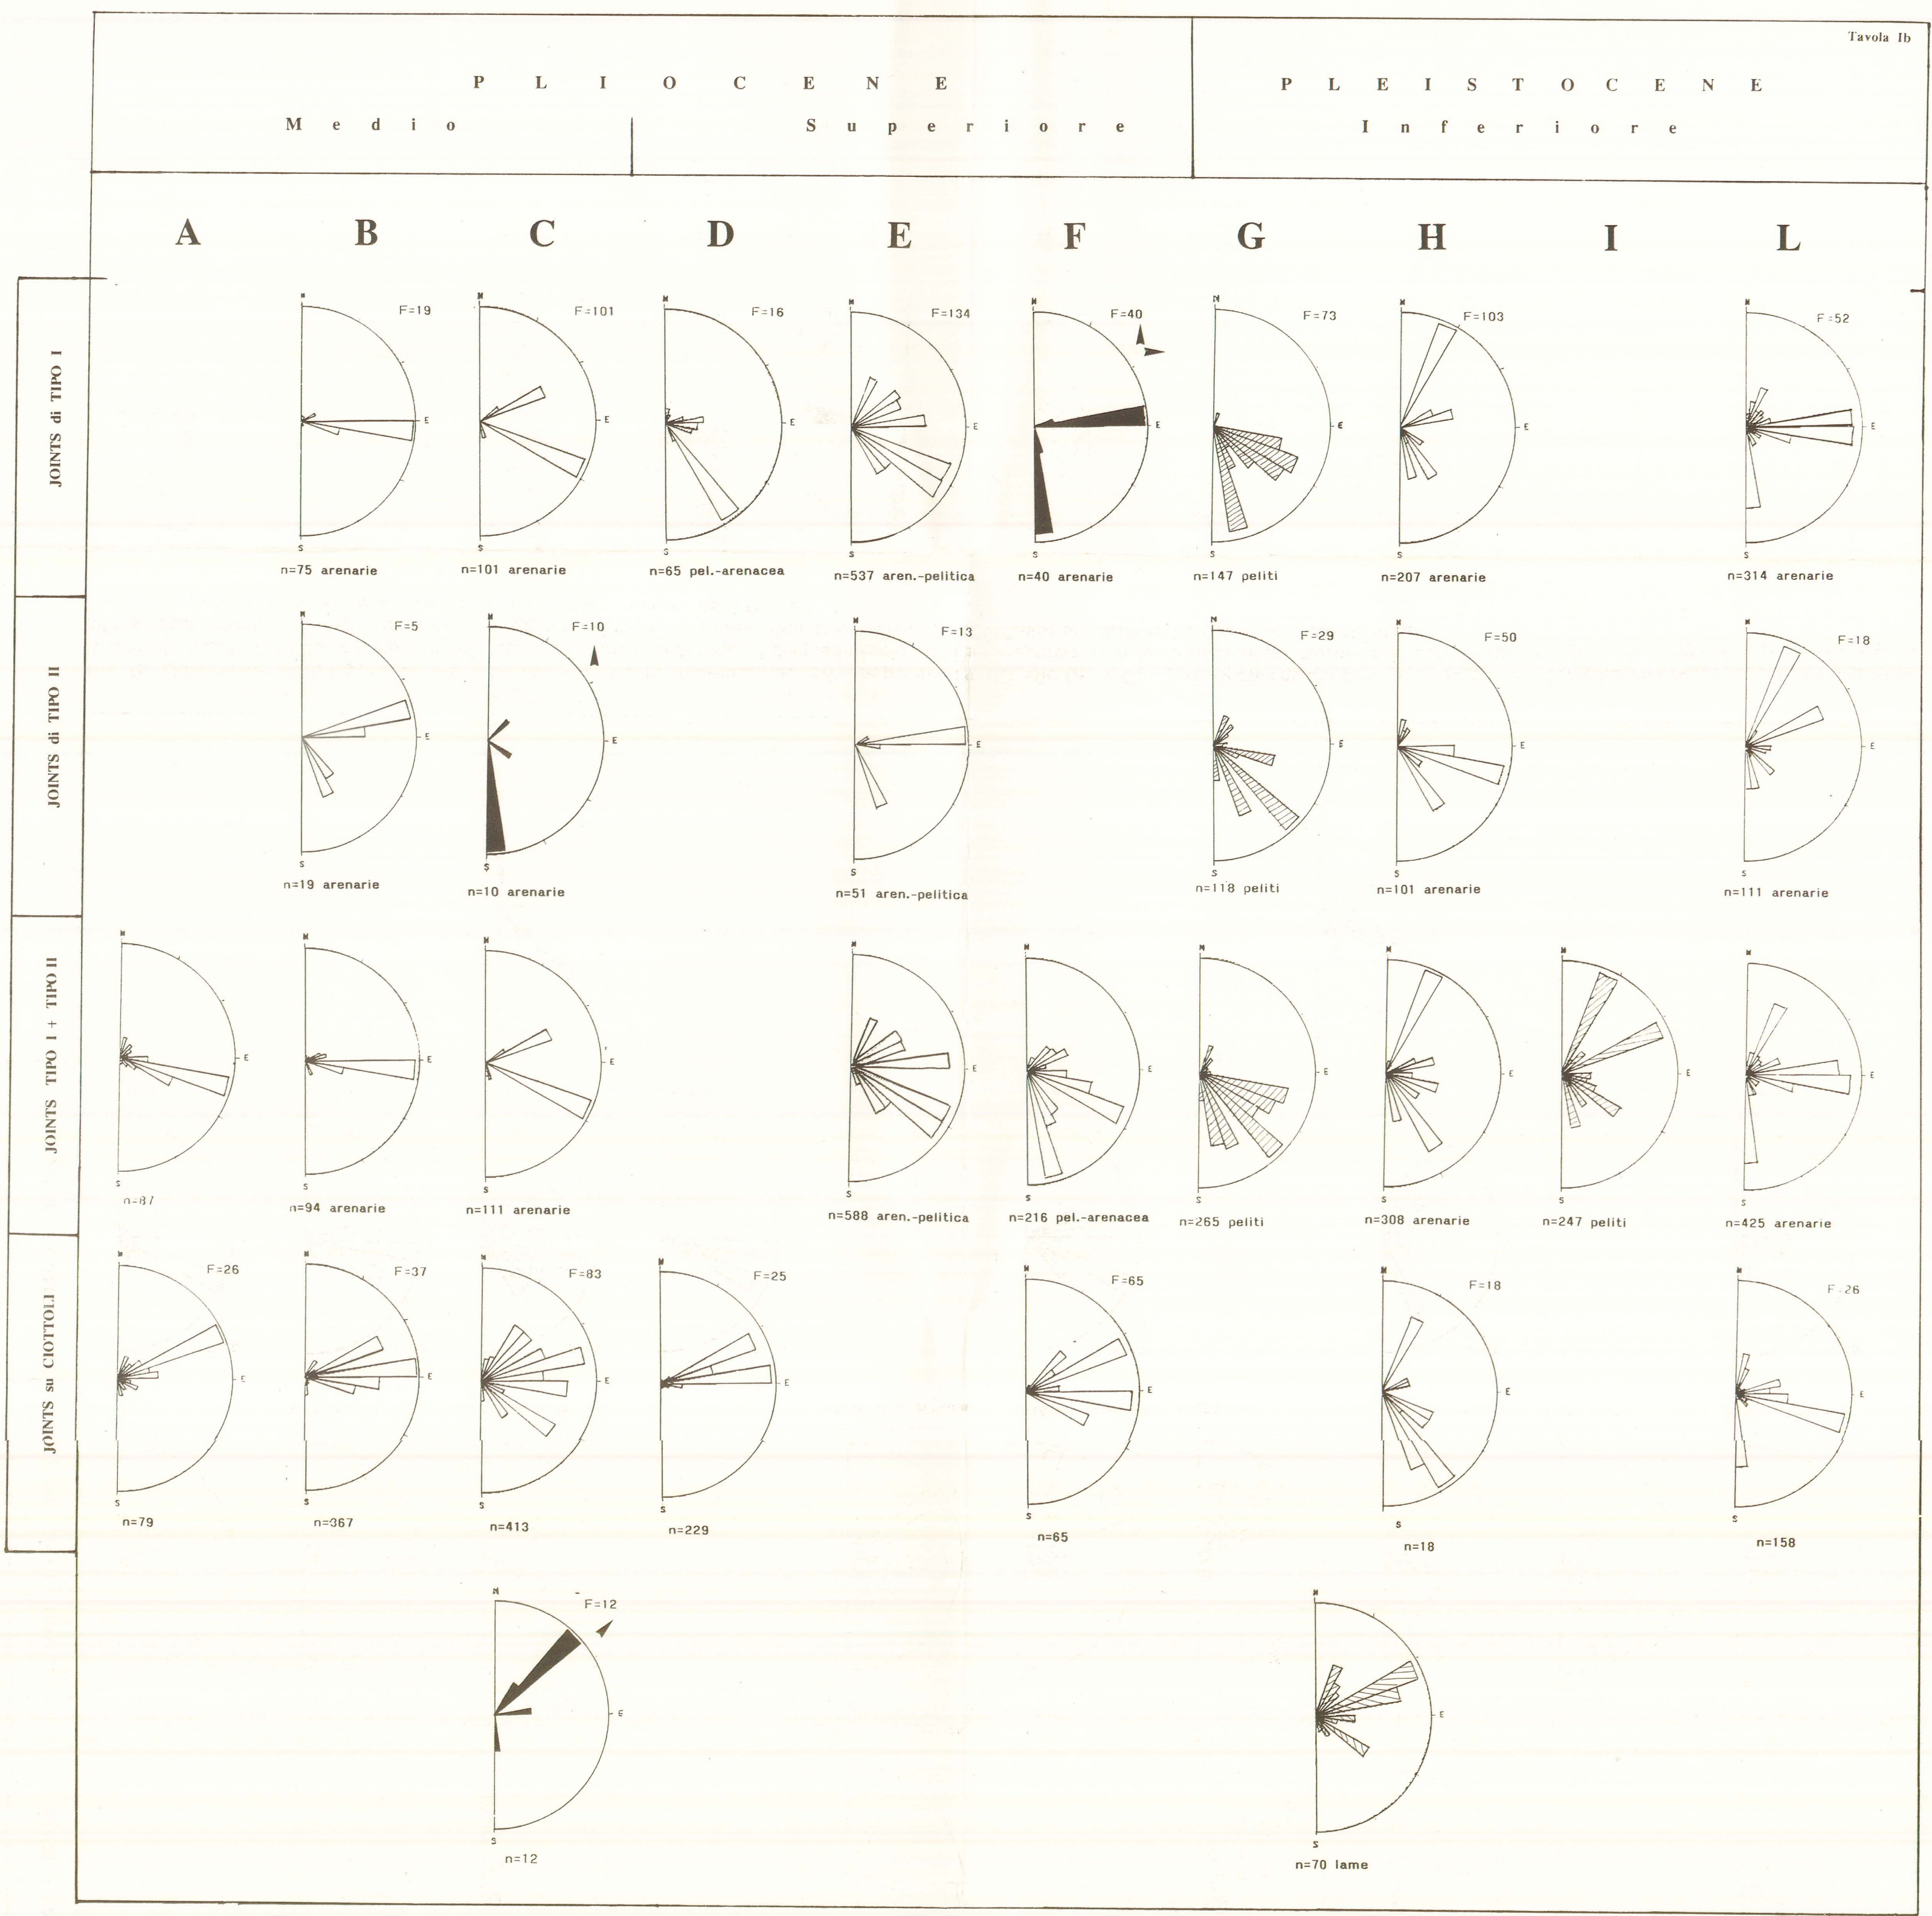 Tavola Ib
P L I O C E N E
P L E I S T O C E N E
M e d i o
S u p e r i o r e
I n f e r i o r e
A B C D E F G H I L
JOINTS di TIPO I
N N N N N N N N N
F=19 F=101 F=16 F=134 F=40 F=73 F=103 F=52
E E E E E E E E
S S S S S S S S
n=75 arenarie n=101 arenarie n=65 pel.-arenacea n=537 aren.-pelitica n=40 arenarie n=147 peliti n=207 arenarie n=314 arenarie
JOINTS di TIPO II
N N N N N N
F=5 F=10 F=13 F=29 F=50 F=18
E E E E E E
S S S S S S
n=19 arenarie n=10 arenarie n=51 aren.-pelitica n=118 peliti n=101 arenarie n=111 arenarie
JOINTS TIPO I + TIPO II
N N N N N N N N N
E E E E E E E E E
S S S S S S S S S
n=87 n=94 arenarie n=111 arenarie n=588 aren.-pelitica n=216 pel.-arenacea n=265 peliti n=308 arenarie n=247 peliti n=425 arenarie
JOINTS su CIOTTOLI
N N N N N N N
F=26 F=37 F=83 F=25 F=65 F=18 F=26
E E E E E E E
S S S S S S S
n=79 n=367 n=413 n=229 n=65 n=18 n=158
N N
F=12
E E
S S
n=12 n=70 lame